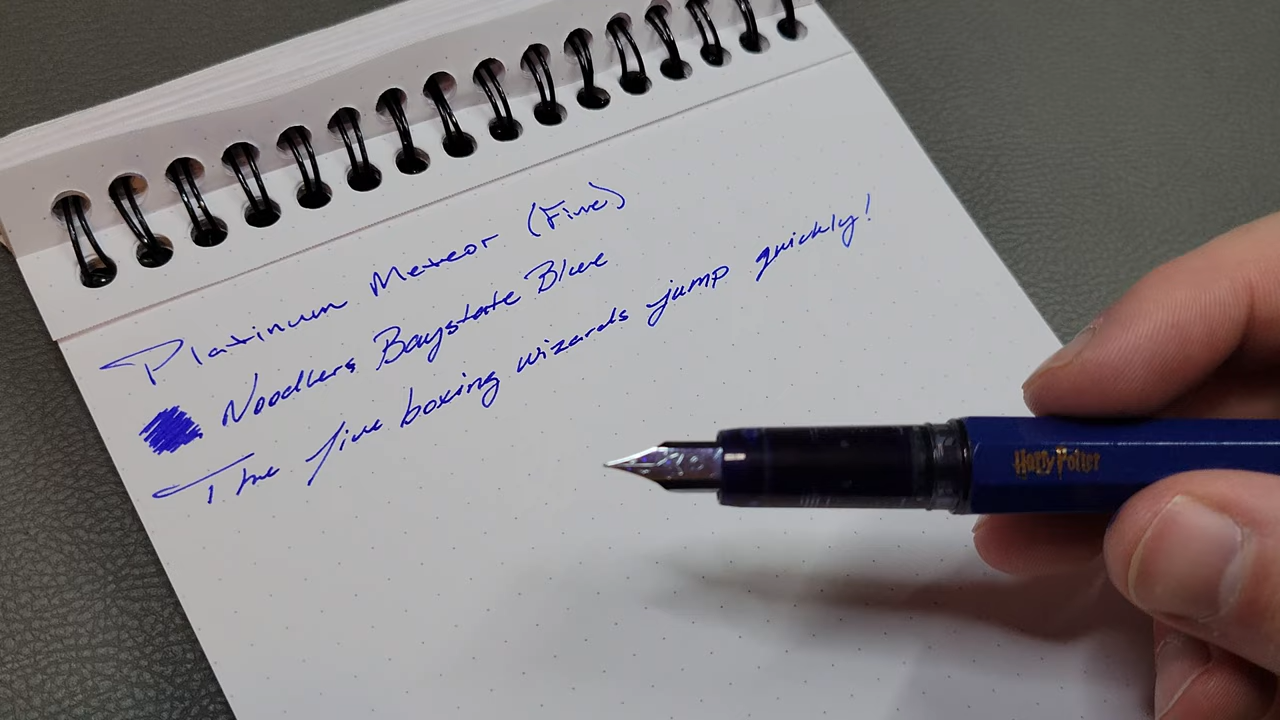 Platinum Meteor (Fine)
Noodlers Baystate Blue
The five boxing wizards jump quickly!
Harry Potter